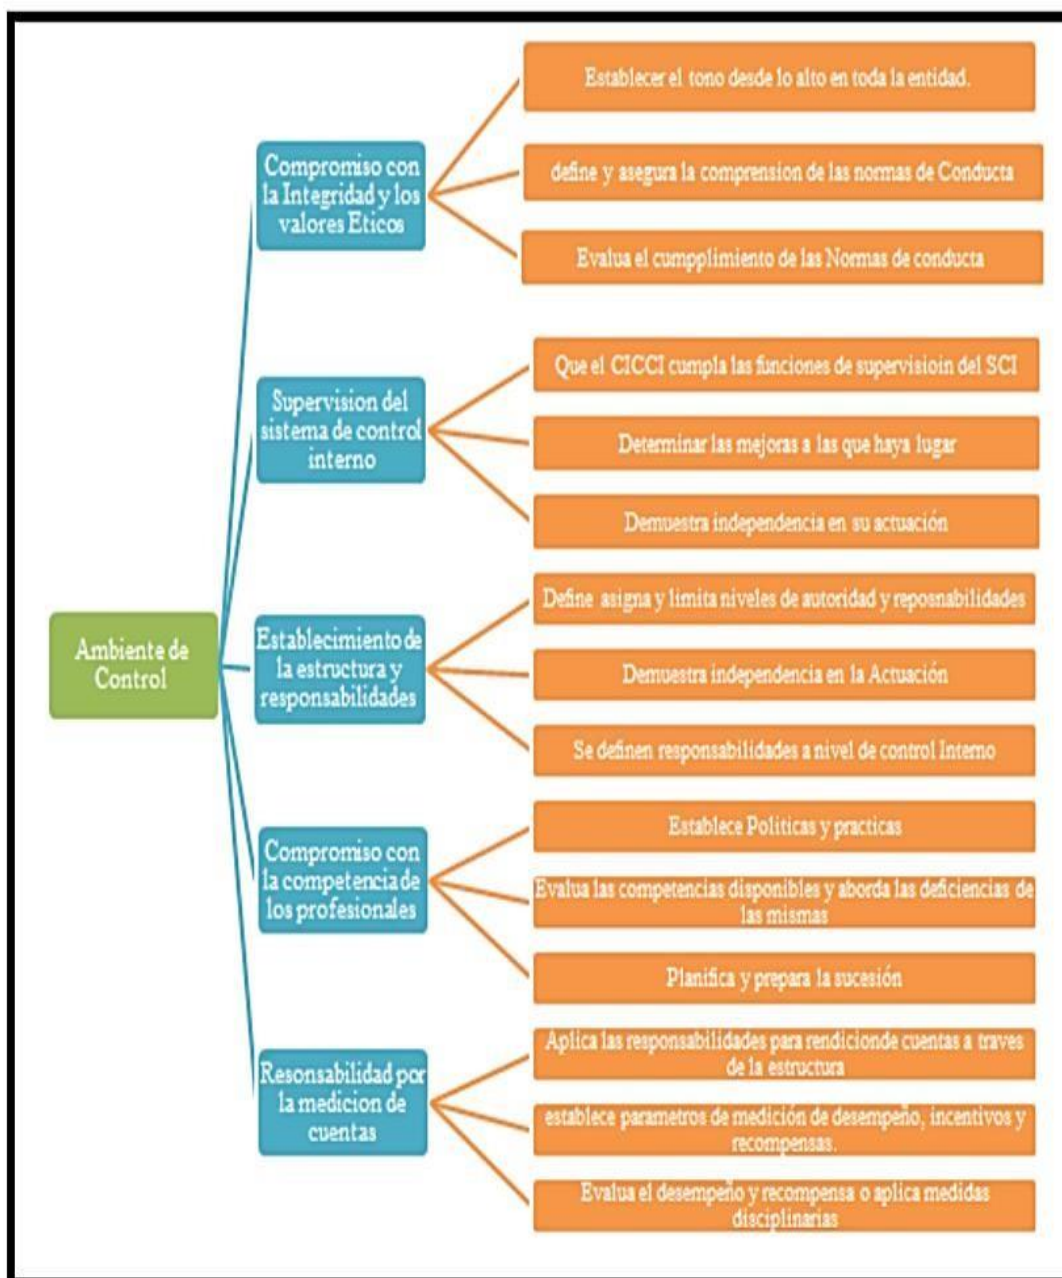 Ambiente de
Control
Compromiso con
la Integridad y los
valores Eticos
Establecer el tono desde lo alto en toda la entidad.
define y asegura la comprension de las normas de Conducta
Evalua el cumpplimiento de las Normas de conducta
Supervision del
sistema de control
interno
Que el CICCI cumpla las funciones de supervisioin del SCI
Determinar las mejoras a las que haya lugar
Demuestra independencia en su actuación
Establecimiento de
la estructura y
responsabilidades
Define asigna y limita niveles de autoridad y reposnabilidades
Demuestra independencia en la Actuación
Se definen responsabilidades a nivel de control Interno
Compromiso con
la competencia de
los profesionales
Establece Politicas y practicas
Evalua las competencias disponibles y aborda las deficiencias de
las mismas
Planifica y prepara la sucesión
Resonsabilidad por
la medicion de
cuentas
Aplica las responsabilidades para rendicionde cuentas a traves
de la estructura
establece parametros de medición de desempeño, incentivos y
recompensas.
Evalua el desempeño y recompensa o aplica medidas
disciplinarias